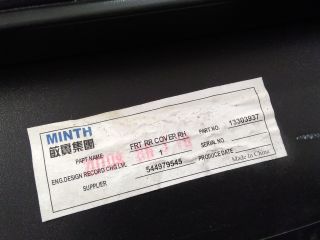 MINTH
敏實集團
PART NAME FRT RR COVER RH PART NO. 13303937
ENG.DESIGN RECORD CHG LVL 1 SERIAL NO.
SUPPLIER 544979545 PRODUCE DATE Made In China